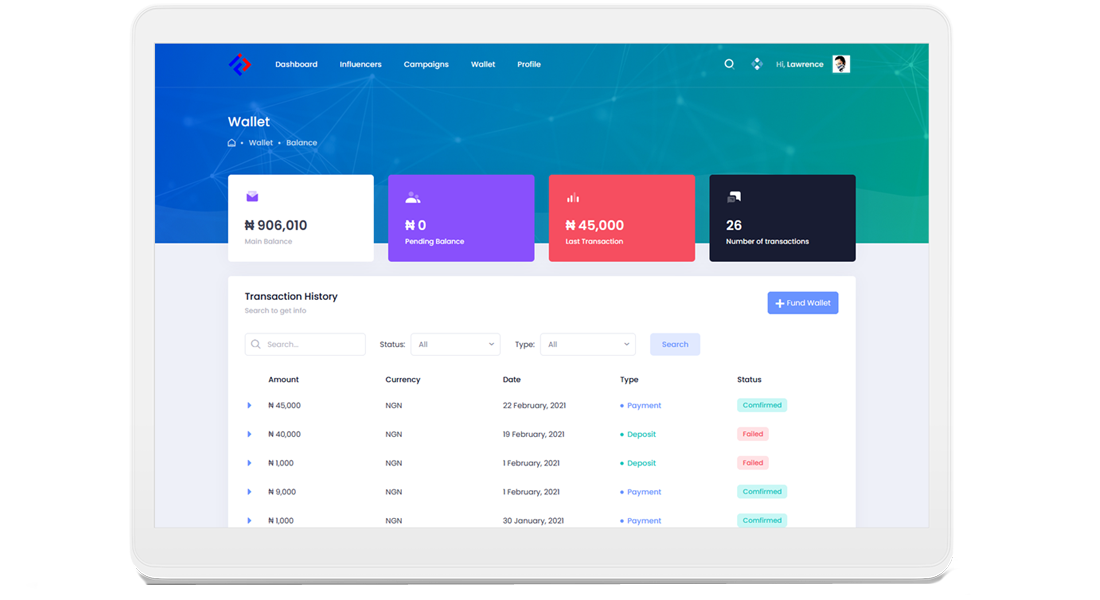 Dashboard Influencers Campaigns Wallet Profile Hi, Lawrence
Wallet
Wallet • Balance
₦ 906,010
Main Balance
₦ 0
Pending Balance
₦ 45,000
Last Transaction
26
Number of transactions
Transaction History
Search to get info
+ Fund Wallet
Search... Status: All Type: All Search
Amount Currency Date Type Status
₦ 45,000 NGN 22 February, 2021 • Payment Comfirmed
₦ 40,000 NGN 19 February, 2021 • Deposit Failed
₦ 1,000 NGN 1 February, 2021 • Deposit Failed
₦ 9,000 NGN 1 February, 2021 • Payment Comfirmed
₦ 1,000 NGN 30 January, 2021 • Payment Comfirmed